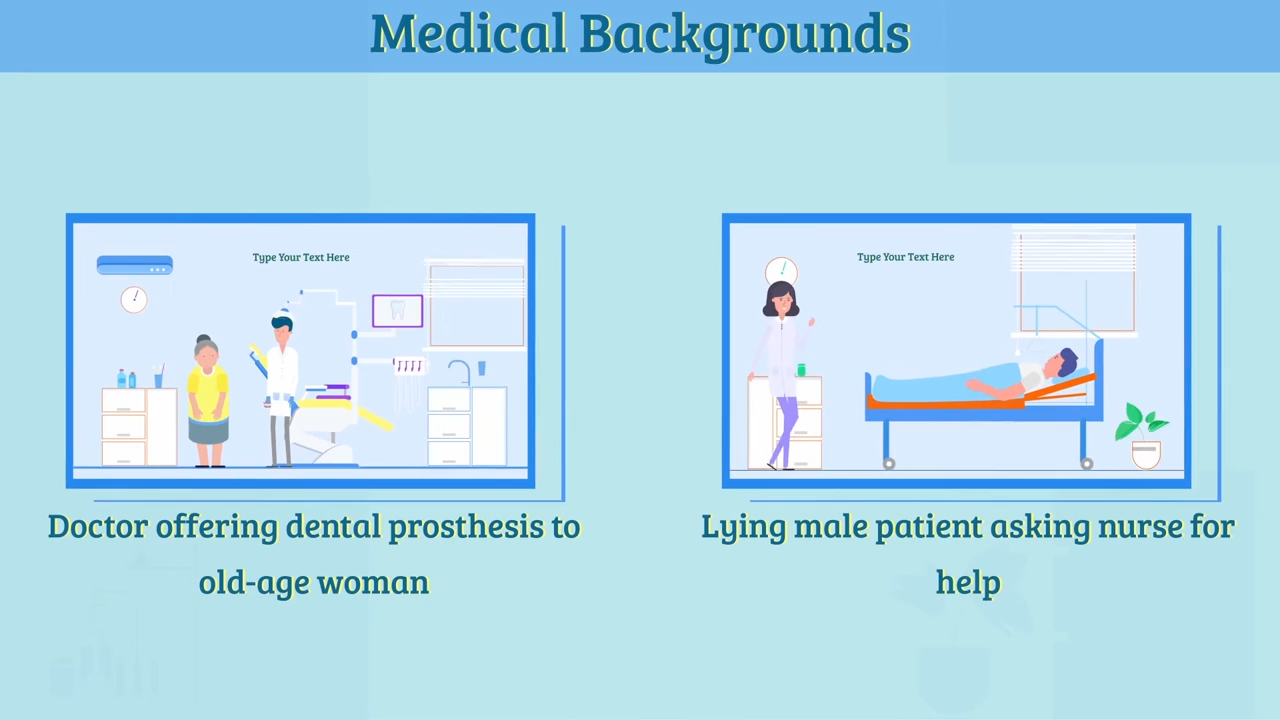 Medical Backgrounds
Type Your Text Here
Type Your Text Here
Doctor offering dental prosthesis to
old-age woman
Lying male patient asking nurse for
help